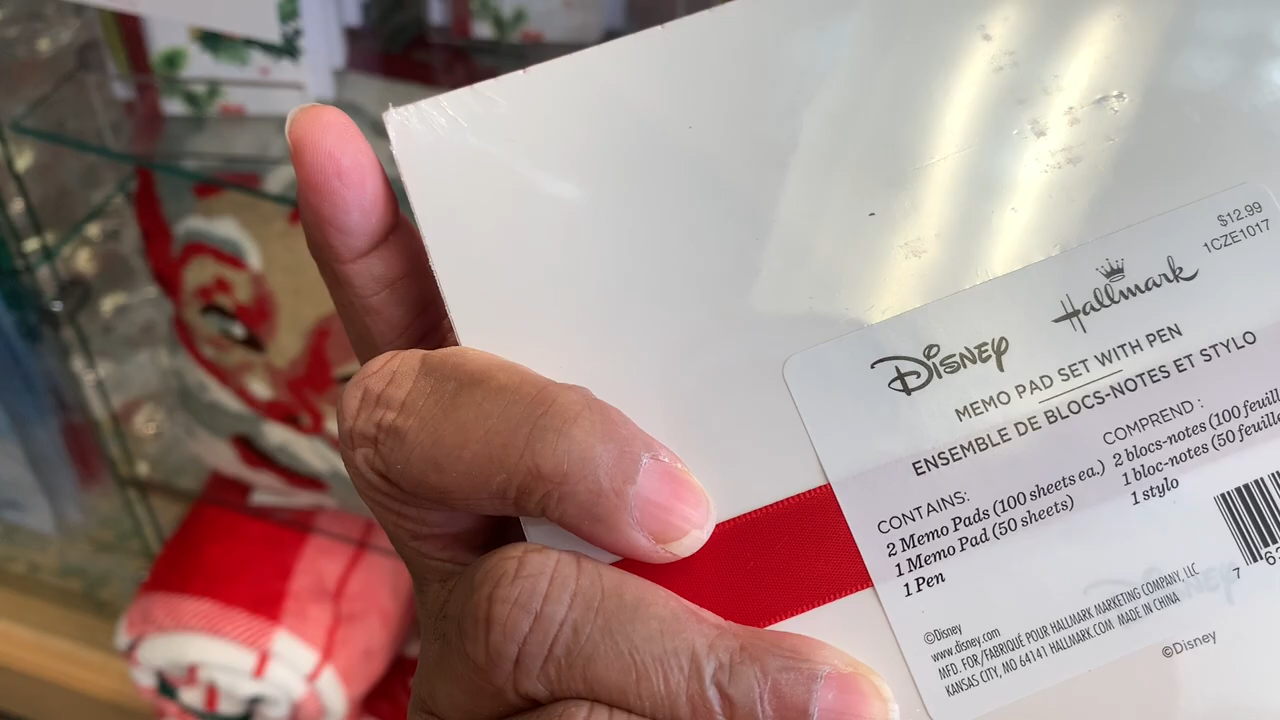 $12.99
1CZE1017
Disney Hallmark
MEMO PAD SET WITH PEN
ENSEMBLE DE BLOCS-NOTES ET STYLO
CONTAINS:
2 Memo Pads (100 sheets ea.)
1 Memo Pad (50 sheets)
1 Pen
COMPREND :
2 blocs-notes (100
1 bloc-notes (50
1 stylo
©Disney
www.disney.com
MFD. FOR/FABRIQUÉ POUR HALLMARK MARKETING COMPANY, LLC
KANSAS CITY, MO 64141 HALLMARK.COM MADE IN CHINA
7
©Disney